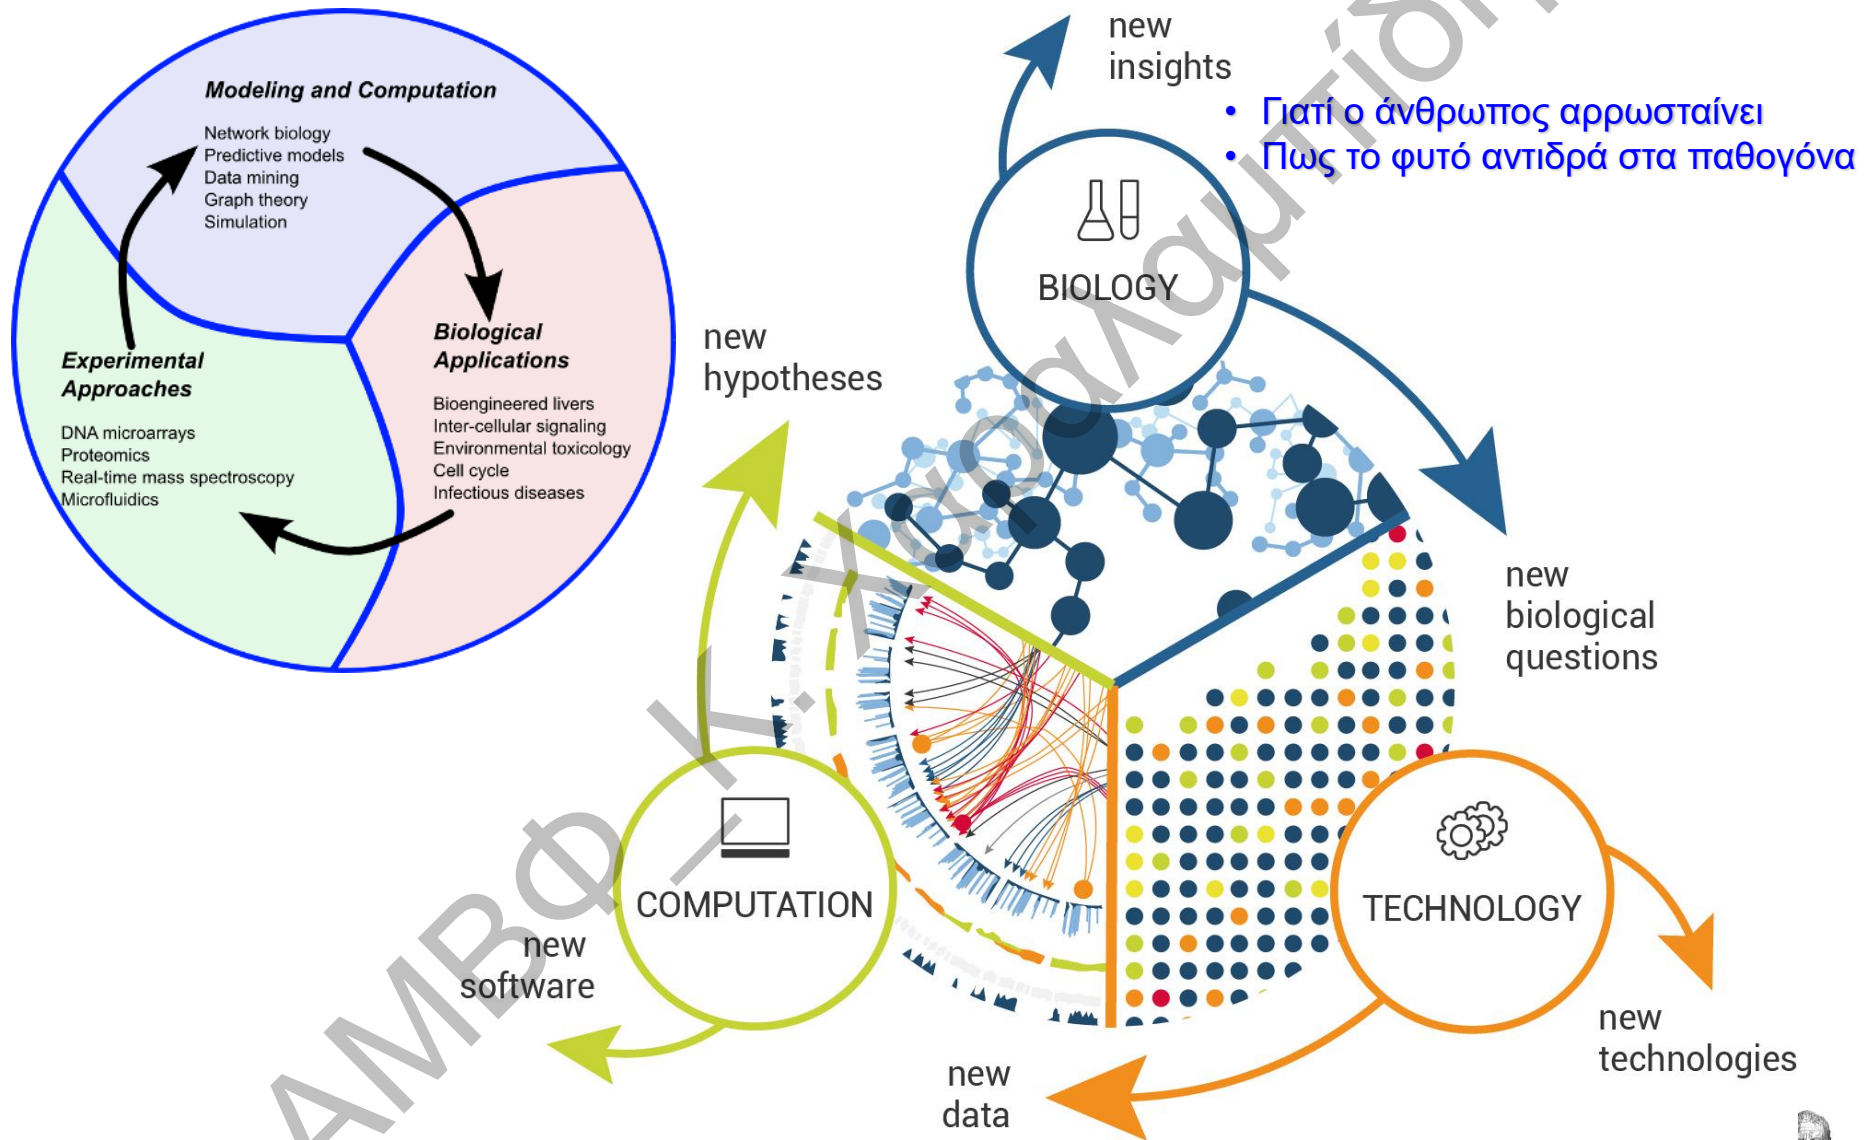 Modeling and Computation
Network biology
Predictive models
Data mining
Graph theory
Simulation
Experimental
Approaches
DNA microarrays
Proteomics
Real-time mass spectroscopy
Microfluidics
Biological
Applications
Bioengineered livers
Inter-cellular signaling
Environmental toxicology
Cell cycle
Infectious diseases
new
insights
• Γιατί ο άνθρωπος αρρωσταίνει
• Πως το φυτό αντιδρά στα παθογόνα
BIOLOGY
new
hypotheses
new
biological
questions
COMPUTATION
TECHNOLOGY
new
software
new
technologies
new
data
ΑΜΒΦ_Κ. Χαραλαμπίδη